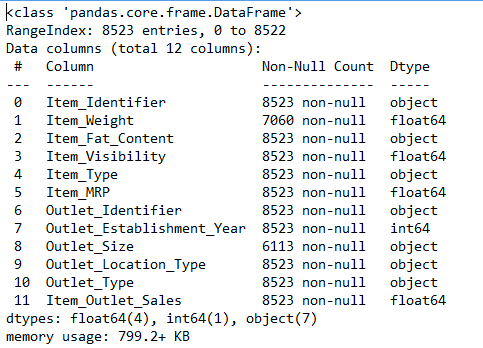 <class 'pandas.core.frame.DataFrame'>
RangeIndex: 8523 entries, 0 to 8522
Data columns (total 12 columns):
 #   Column                     Non-Null Count  Dtype
---  ------                     --------------  -----
 0   Item_Identifier            8523 non-null   object
 1   Item_Weight                7060 non-null   float64
 2   Item_Fat_Content           8523 non-null   object
 3   Item_Visibility            8523 non-null   float64
 4   Item_Type                  8523 non-null   object
 5   Item_MRP                   8523 non-null   float64
 6   Outlet_Identifier          8523 non-null   object
 7   Outlet_Establishment_Year  8523 non-null   int64
 8   Outlet_Size                6113 non-null   object
 9   Outlet_Location_Type       8523 non-null   object
 10  Outlet_Type                8523 non-null   object
 11  Item_Outlet_Sales          8523 non-null   float64
dtypes: float64(4), int64(1), object(7)
memory usage: 799.2+ KB